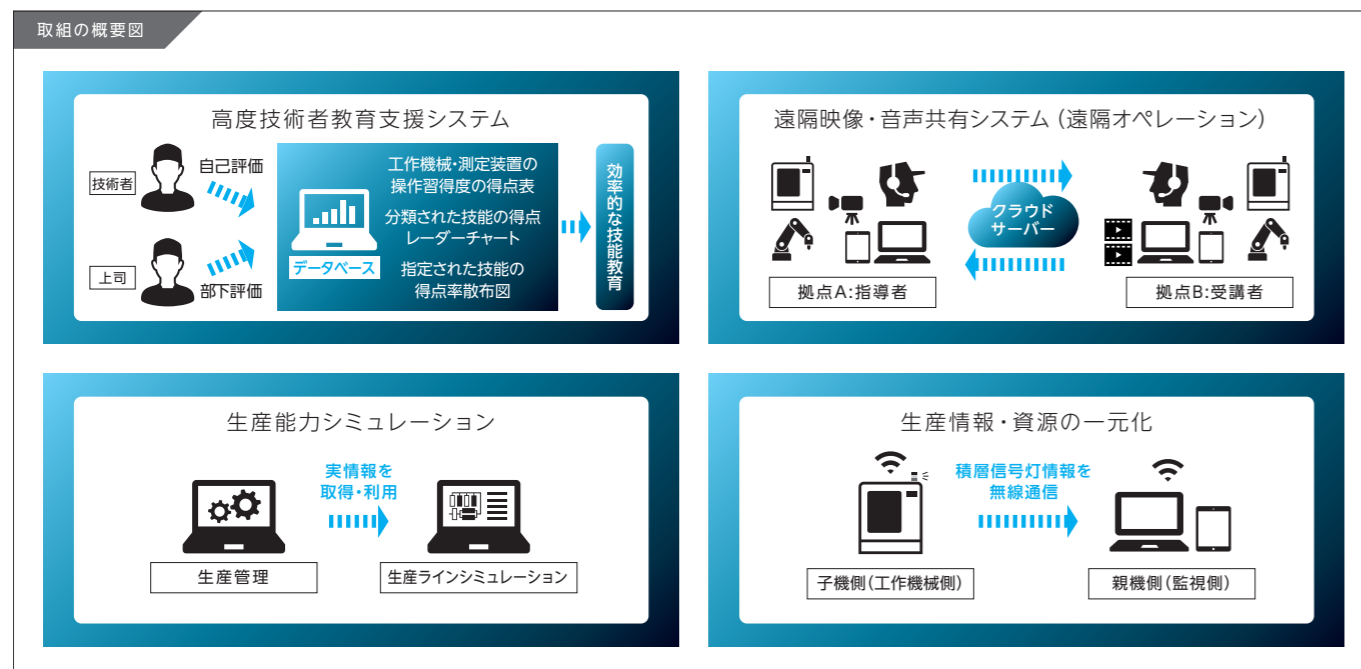 取組の概要図
高度技術者教育支援システム
技術者
自己評価
上司
部下評価
データベース
工作機械・測定装置の
操作習得度の得点表
分類された技能の得点
レーダーチャート
指定された技能の
得点率散布図
効率的な技能教育
遠隔映像・音声共有システム（遠隔オペレーション）
クラウド
サーバー
拠点A:指導者
拠点B:受講者
生産能力シミュレーション
実情報を
取得・利用
生産管理
生産ラインシミュレーション
生産情報・資源の一元化
積層信号灯情報を
無線通信
子機側（工作機械側）
親機側（監視側）